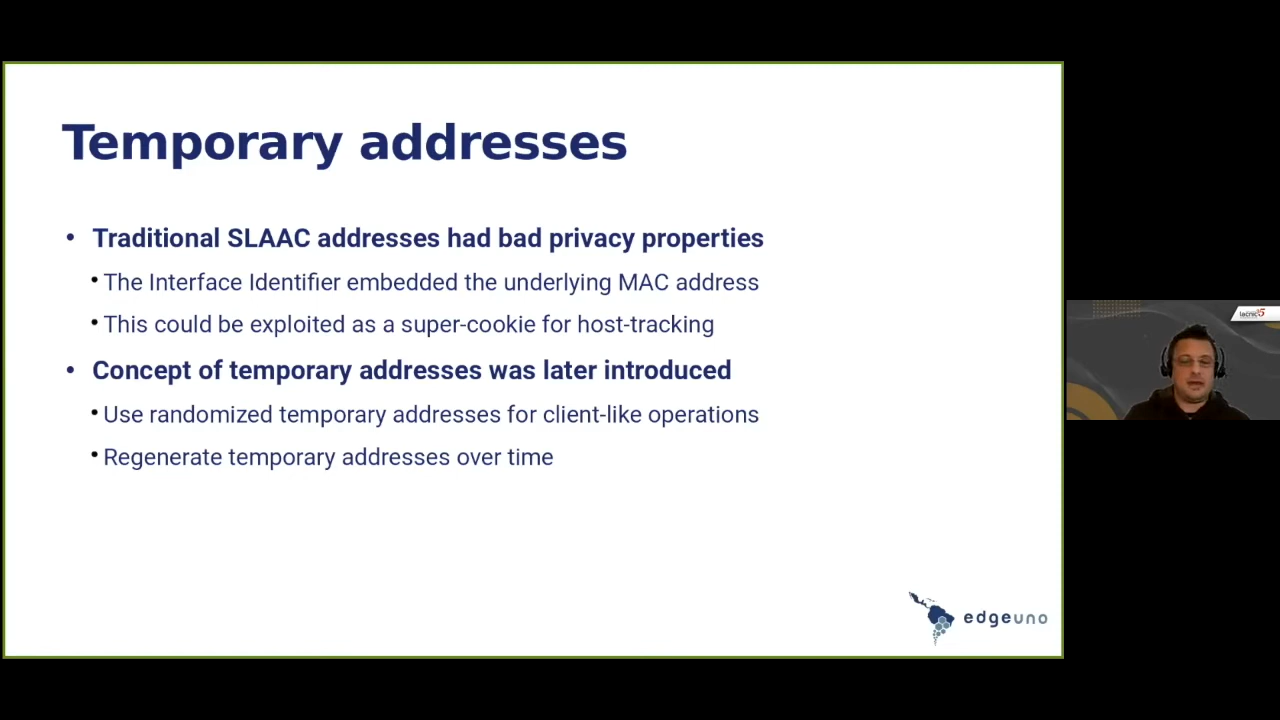 Temporary addresses
• Traditional SLAAC addresses had bad privacy properties
• The Interface Identifier embedded the underlying MAC address
• This could be exploited as a super-cookie for host-tracking
• Concept of temporary addresses was later introduced
• Use randomized temporary addresses for client-like operations
• Regenerate temporary addresses over time
edgeuno
lacnic